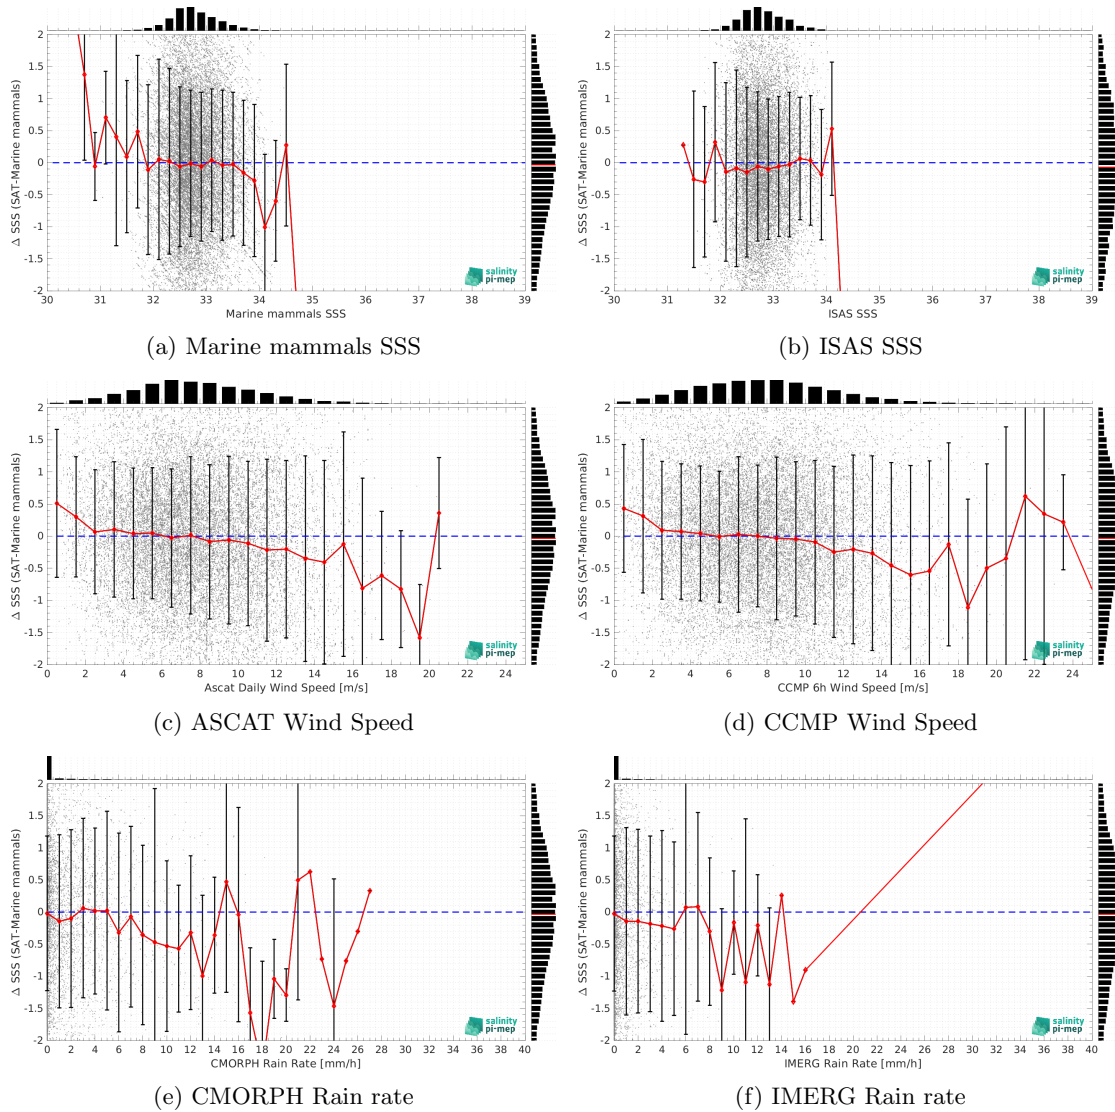 2
1.5
1
0.5
0
-0.5
-1
-1.5
-2
Δ SSS (SAT-Marine mammals)
30 31 32 33 34 35 36 37 38 39
Marine mammals SSS
salinity
pi-mep
(a) Marine mammals SSS
2
1.5
1
0.5
0
-0.5
-1
-1.5
-2
Δ SSS (SAT-Marine mammals)
30 31 32 33 34 35 36 37 38 39
ISAS SSS
salinity
pi-mep
(b) ISAS SSS
2
1.5
1
0.5
0
-0.5
-1
-1.5
-2
Δ SSS (SAT-Marine mammals)
0 2 4 6 8 10 12 14 16 18 20 22 24
Ascat Daily Wind Speed [m/s]
salinity
pi-mep
(c) ASCAT Wind Speed
2
1.5
1
0.5
0
-0.5
-1
-1.5
-2
Δ SSS (SAT-Marine mammals)
0 2 4 6 8 10 12 14 16 18 20 22 24
CCMP 6h Wind Speed [m/s]
salinity
pi-mep
(d) CCMP Wind Speed
2
1.5
1
0.5
0
-0.5
-1
-1.5
-2
Δ SSS (SAT-Marine mammals)
0 2 4 6 8 10 12 14 16 18 20 22 24 26 28 30 32 34 36 38 40
CMORPH Rain Rate [mm/h]
salinity
pi-mep
(e) CMORPH Rain rate
2
1.5
1
0.5
0
-0.5
-1
-1.5
-2
Δ SSS (SAT-Marine mammals)
0 2 4 6 8 10 12 14 16 18 20 22 24 26 28 30 32 34 36 38 40
IMERG Rain Rate [mm/h]
salinity
pi-mep
(f) IMERG Rain rate